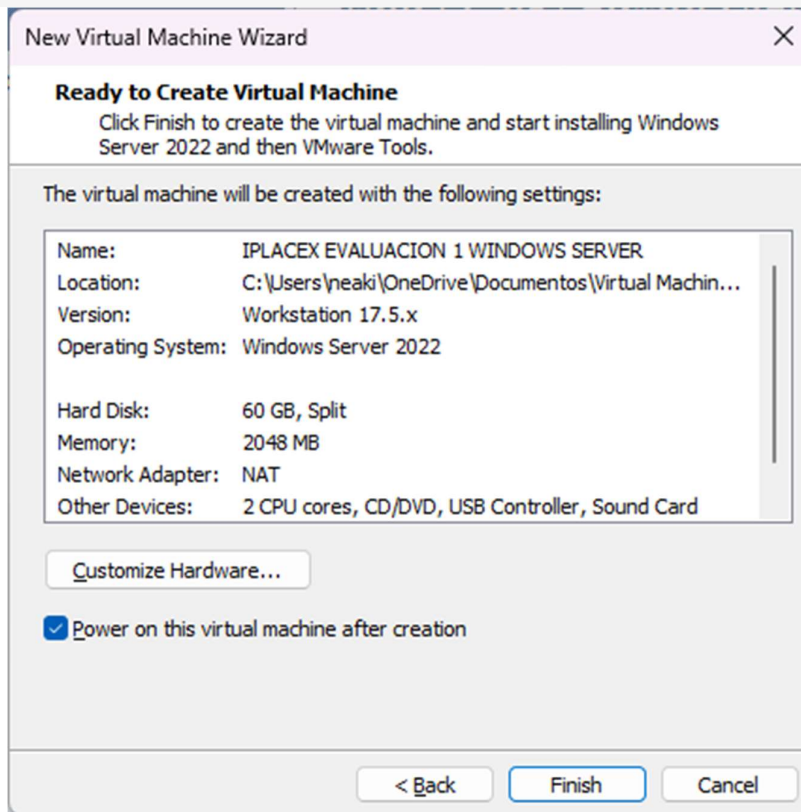 New Virtual Machine Wizard
Ready to Create Virtual Machine
Click Finish to create the virtual machine and start installing Windows
Server 2022 and then VMware Tools.
The virtual machine will be created with the following settings:
Name: IPLACEX EVALUACION 1 WINDOWS SERVER
Location: C:\Users\neaki\OneDrive\Documentos\Virtual Machin...
Version: Workstation 17.5.x
Operating System: Windows Server 2022
Hard Disk: 60 GB, Split
Memory: 2048 MB
Network Adapter: NAT
Other Devices: 2 CPU cores, CD/DVD, USB Controller, Sound Card
Customize Hardware...
Power on this virtual machine after creation
< Back Finish Cancel